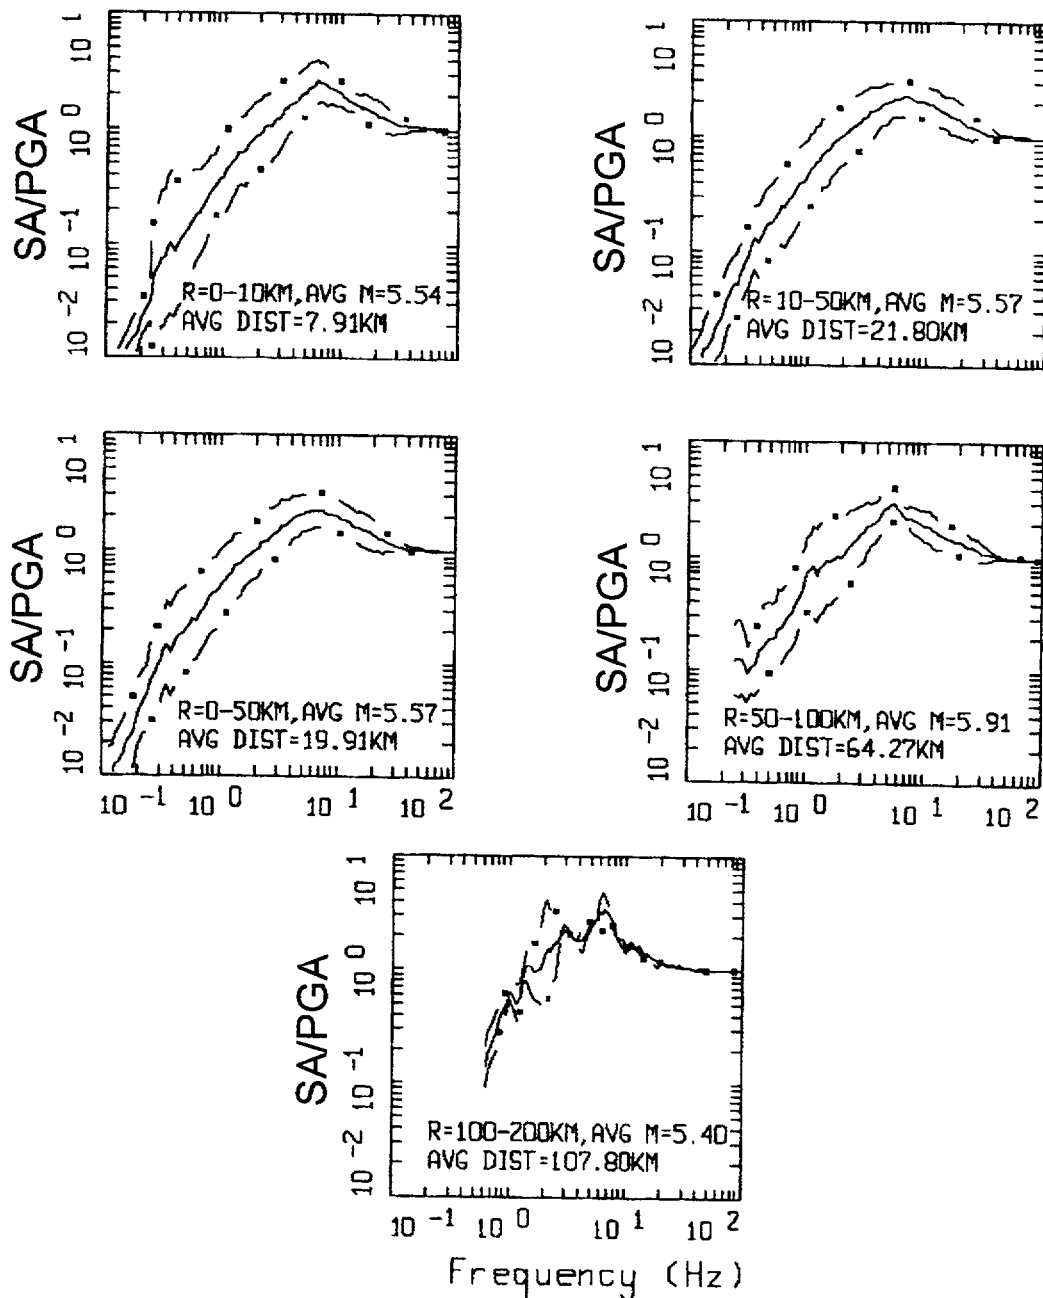 SA/PGA
10 1
10 0
10 -1
10 -2
R=0-10KM,AVG M=5.54
AVG DIST=7.91KM
SA/PGA
10 1
10 0
10 -1
10 -2
R=10-50KM,AVG M=5.57
AVG DIST=21.80KM
SA/PGA
10 1
10 0
10 -1
10 -2
R=0-50KM,AVG M=5.57
AVG DIST=19.91KM
10 -1 10 0 10 1 10 2
SA/PGA
10 1
10 0
10 -1
10 -2
R=50-100KM,AVG M=5.91
AVG DIST=64.27KM
10 -1 10 0 10 1 10 2
SA/PGA
10 1
10 0
10 -1
10 -2
R=100-200KM,AVG M=5.40
AVG DIST=107.80KM
10 -1 10 0 10 1 10 2
Frequency (Hz)